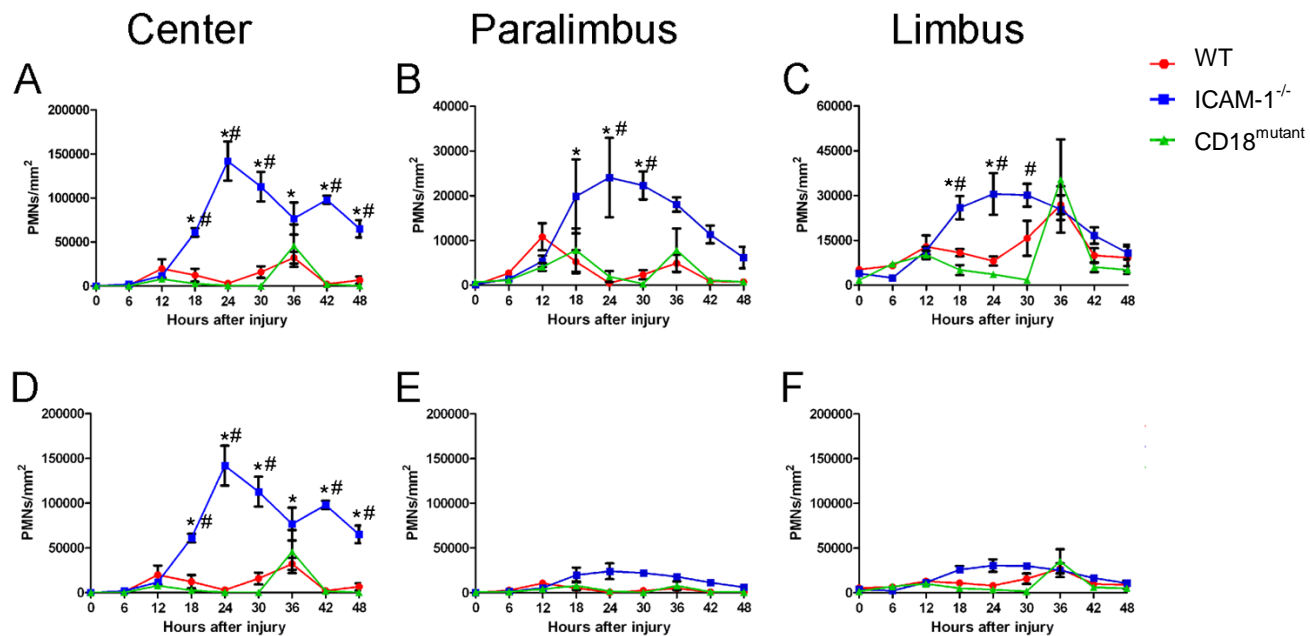 Center Paralimbus Limbus
WT
ICAM-1-/-
CD18mutant
A
PMNs/mm2
200000
150000
100000
50000
0
*# *# *# * *# *#
0 6 12 18 24 30 36 42 48
Hours after injury
B
PMNs/mm2
40000
30000
20000
10000
0
* *# *#
0 6 12 18 24 30 36 42 48
Hours after injury
C
PMNs/mm2
60000
45000
30000
15000
0
*# *# #
0 6 12 18 24 30 36 42 48
Hours after injury
D
PMNs/mm2
200000
150000
100000
50000
0
*# *# *# * *# *#
0 6 12 18 24 30 36 42 48
Hours after injury
E
PMNs/mm2
200000
150000
100000
50000
0
0 6 12 18 24 30 36 42 48
Hours after injury
F
PMNs/mm2
200000
150000
100000
50000
0
0 6 12 18 24 30 36 42 48
Hours after injury